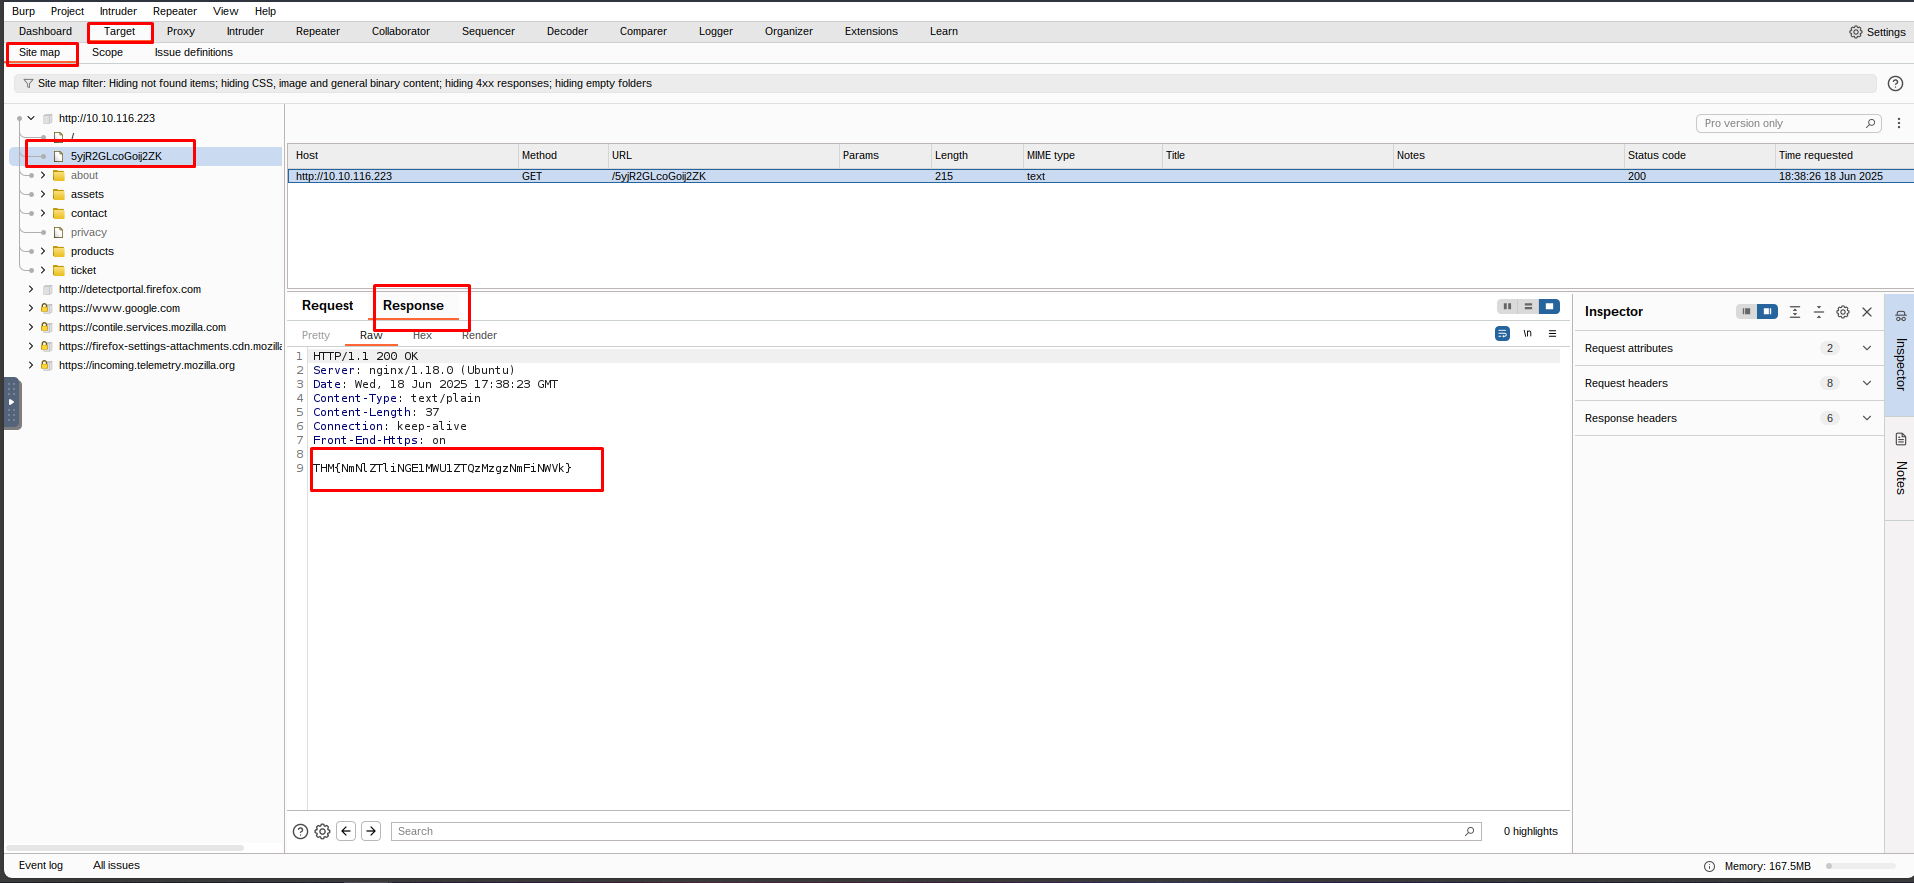 Burp Project Intruder Repeater View Help
Dashboard Target Proxy Intruder Repeater Collaborator Sequencer Decoder Comparer Logger Organizer Extensions Learn Settings
Site map Scope Issue definitions
Site map filter: Hiding not found items; hiding CSS, image and general binary content; hiding 4xx responses; hiding empty folders
http://10.10.116.223
/
5yjR2GLcoGoij2ZK
about
assets
contact
privacy
products
ticket
http://detectportal.firefox.com
https://www.google.com
https://contile.services.mozilla.com
https://firefox-settings-attachments.cdn.mozilla
https://incoming.telemetry.mozilla.org
Pro version only
Host Method URL Params Length MIME type Title Notes Status code Time requested
http://10.10.116.223 GET /5yjR2GLcoGoij2ZK 215 text 200 18:38:26 18 Jun 2025
Request Response
Pretty Raw Hex Render
\n
1 HTTP/1.1 200 OK
2 Server: nginx/1.18.0 (Ubuntu)
3 Date: Wed, 18 Jun 2025 17:38:23 GMT
4 Content-Type: text/plain
5 Content-Length: 37
6 Connection: keep-alive
7 Front-End-Https: on
8
9 THM{NmNlZTliNGE1MWU1ZTQzMzgzNmFiNWVk}
Search
0 highlights
Inspector
Request attributes 2
Request headers 8
Response headers 6
Inspector
Notes
Event log All issues
Memory: 167.5MB